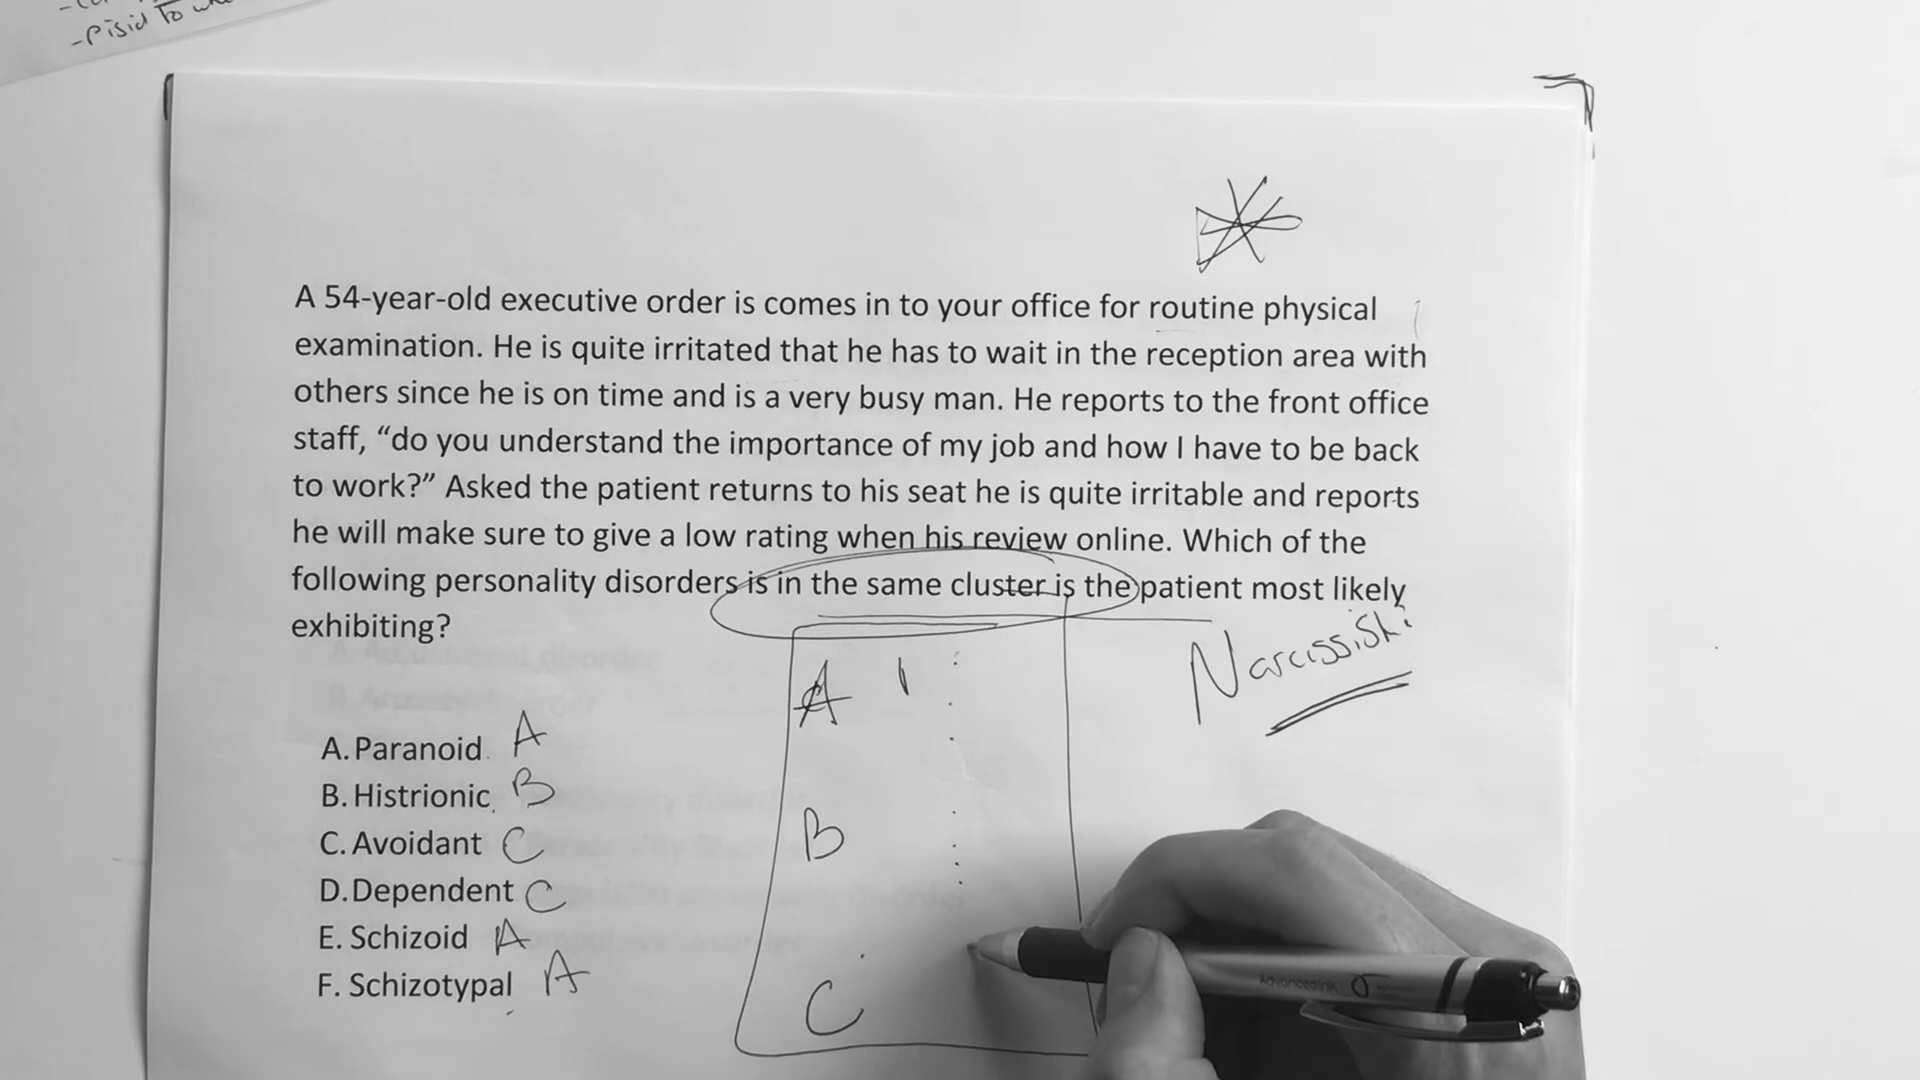 -Pisid To
A 54-year-old executive order is comes in to your office for routine physical
examination. He is quite irritated that he has to wait in the reception area with
others since he is on time and is a very busy man. He reports to the front office
staff, “do you understand the importance of my job and how I have to be back
to work?” Asked the patient returns to his seat he is quite irritable and reports
he will make sure to give a low rating when his review online. Which of the
following personality disorders is in the same cluster is the patient most likely
exhibiting?
Narcissisti
A
B
C
A. Paranoid A
B. Histrionic B
C. Avoidant C
D. Dependent C
E. Schizoid A
F. Schizotypal A
Advanced ink